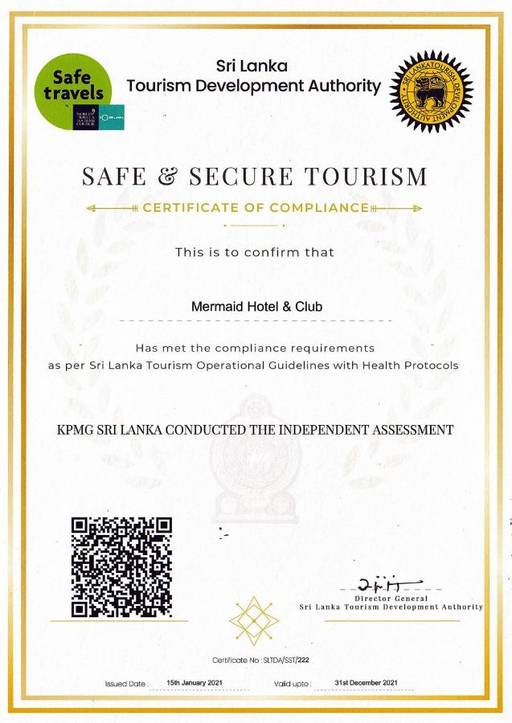 Safe
travels
Sri Lanka
Tourism Development Authority
SRI LANKA TOURISM DEVELOPMENT AUTHORITY
SAFE & SECURE TOURISM
CERTIFICATE OF COMPLIANCE
This is to confirm that
Mermaid Hotel & Club
Has met the compliance requirements
as per Sri Lanka Tourism Operational Guidelines with Health Protocols
KPMG SRI LANKA CONDUCTED THE INDEPENDENT ASSESSMENT
Director General
Sri Lanka Tourism Development Authority
Certificate No : SLTDA/SST/222
Issued Date : 15th January 2021 Valid upto : 31st December 2021